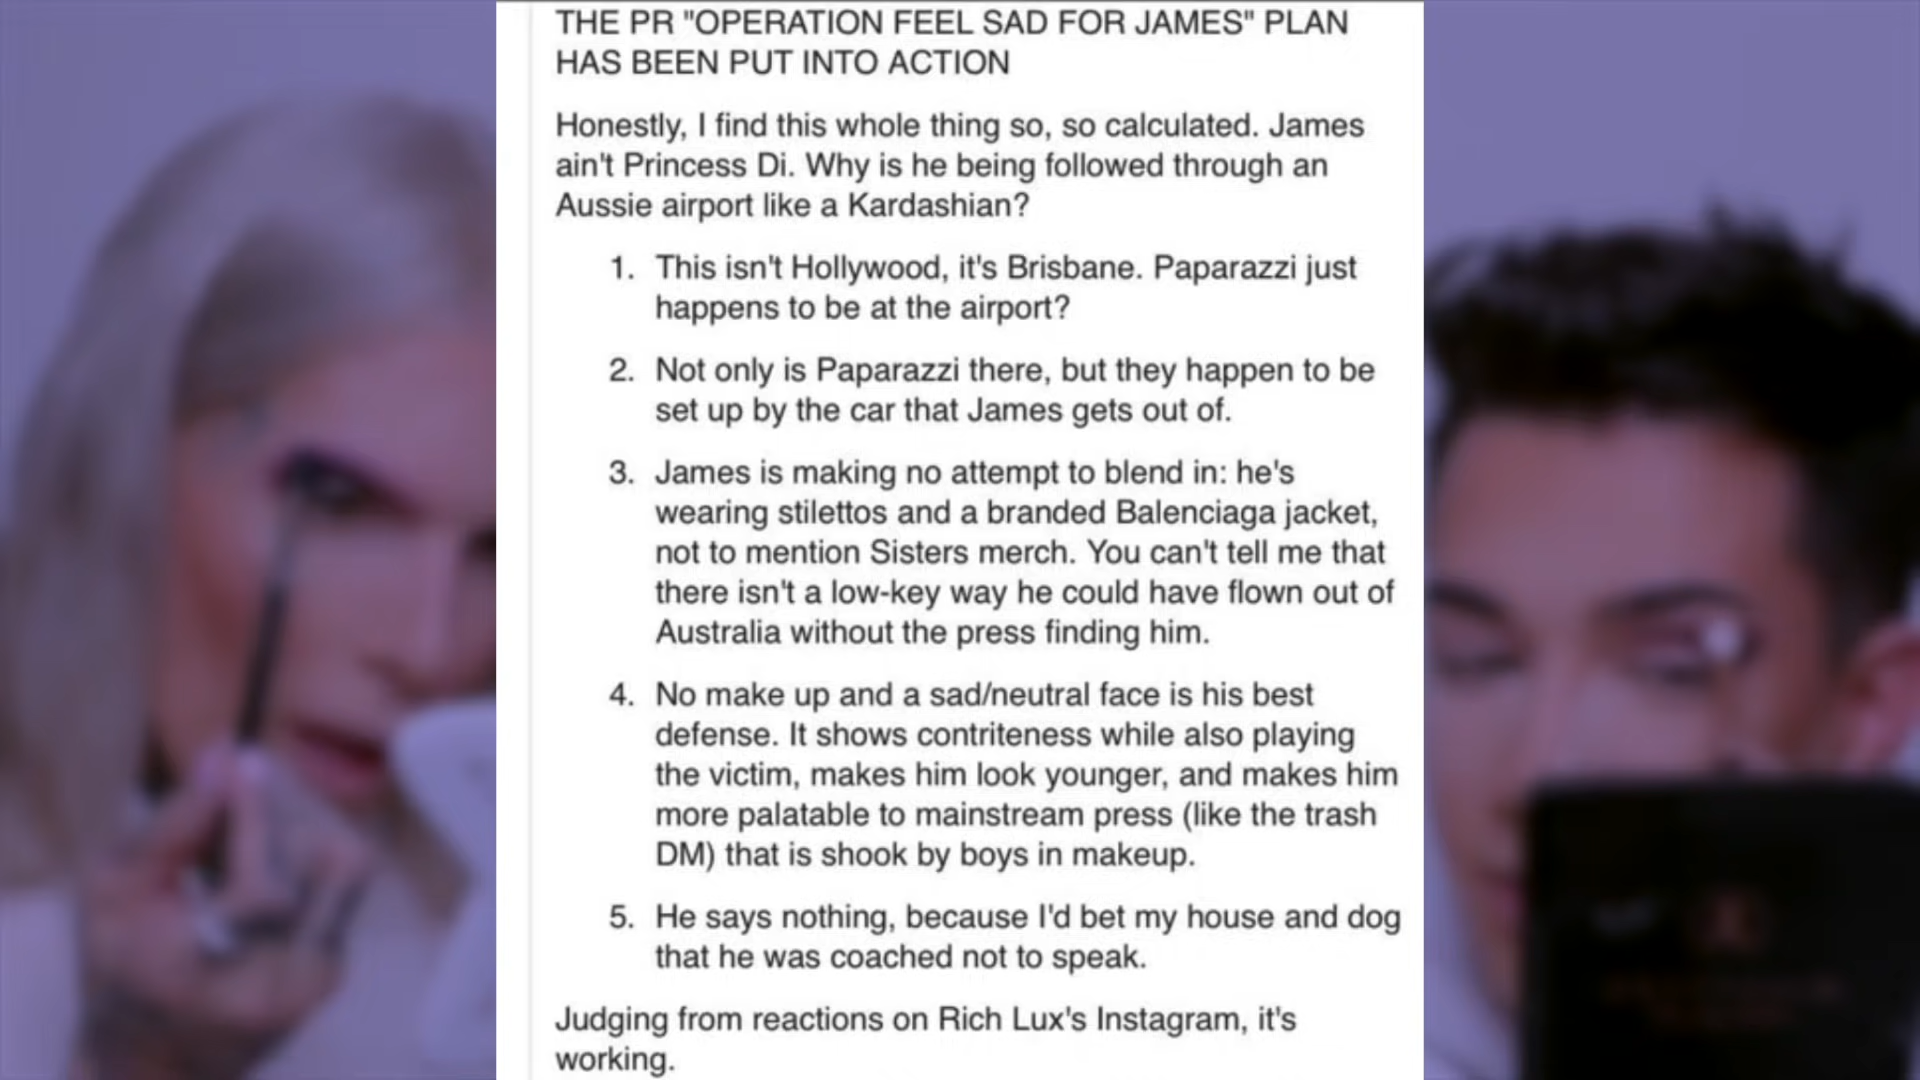 THE PR "OPERATION FEEL SAD FOR JAMES" PLAN
HAS BEEN PUT INTO ACTION
Honestly, I find this whole thing so, so calculated. James
ain't Princess Di. Why is he being followed through an
Aussie airport like a Kardashian?
1. This isn't Hollywood, it's Brisbane. Paparazzi just
happens to be at the airport?
2. Not only is Paparazzi there, but they happen to be
set up by the car that James gets out of.
3. James is making no attempt to blend in: he's
wearing stilettos and a branded Balenciaga jacket,
not to mention Sisters merch. You can't tell me that
there isn't a low-key way he could have flown out of
Australia without the press finding him.
4. No make up and a sad/neutral face is his best
defense. It shows contriteness while also playing
the victim, makes him look younger, and makes him
more palatable to mainstream press (like the trash
DM) that is shook by boys in makeup.
5. He says nothing, because I'd bet my house and dog
that he was coached not to speak.
Judging from reactions on Rich Lux's Instagram, it's
working.